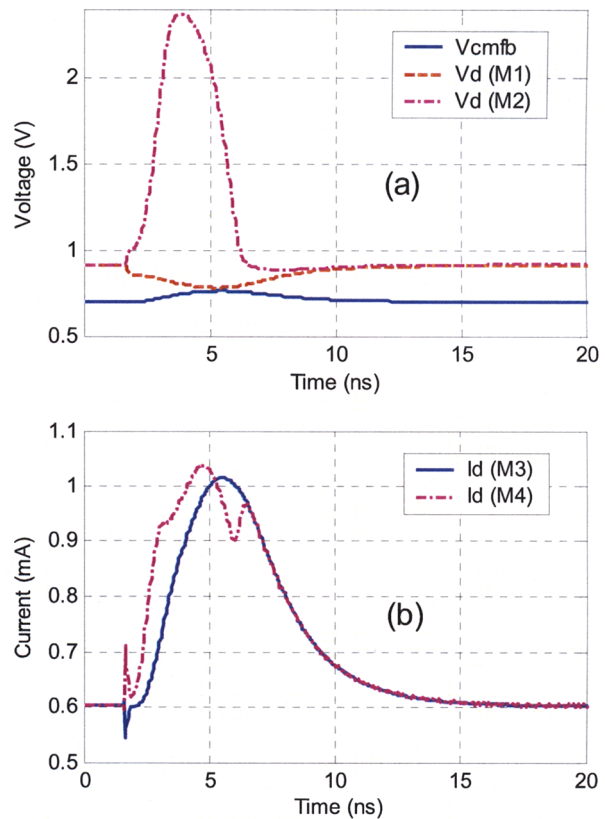 Voltage (V)
2
1.5
1
0.5
Vcmfb
Vd (M1)
Vd (M2)
(a)
0
5
10
15
20
Time (ns)
Current (mA)
1.1
1
0.9
0.8
0.7
0.6
0.5
Id (M3)
Id (M4)
(b)
0
5
10
15
20
Time (ns)